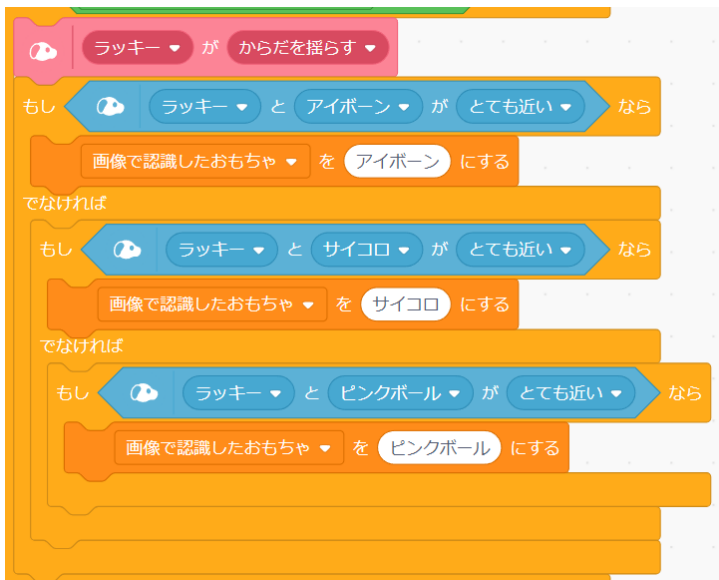 ラッキー が からだを揺らす
もし ラッキー と アイボーン が とても近い なら
画像で認識したおもちゃ を アイボーン にする
でなければ
もし ラッキー と サイコロ が とても近い なら
画像で認識したおもちゃ を サイコロ にする
でなければ
もし ラッキー と ピンクボール が とても近い なら
画像で認識したおもちゃ を ピンクボール にする